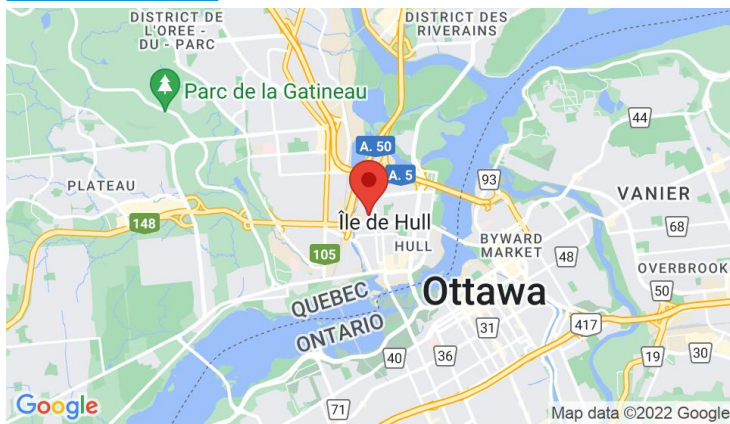 DISTRICT DE
L'OREE -
DU - PARC
DISTRICT DES
RIVERAINS
Parc de la Gatineau
44
A. 50
A. 5
93
PLATEAU
VANIER
148
Île de Hull
68
HULL
BYWARD
MARKET
48
105
OVERBROOK
QUEBEC
Ottawa
50
ONTARIO
31
417
40
36
19
30
71
Google
Map data ©2022 Google